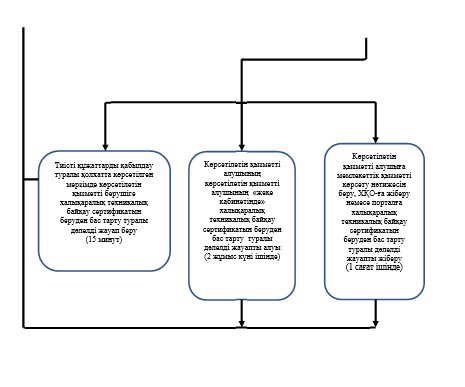 Тиісті құжаттарды қабылдау
туралы қолхатта көрсетілген
мерзімде көрсетілетін
қызметті берушіге
халықаралық техникалық
байқау сертификатын
беруден бас тарту туралы
дәлелді жауап беру
(15 минут)
Көрсетілетін қызметті
алушының
көрсетілетін қызметті
алушының «жеке
кабинетінде»
халықаралық
техникалық байқау
сертификатын беруден
бас тарту туралы
дәлелді жауапты алуы
(2 жұмыс күні ішінде)
Көрсетілетін
қызметті алушыға
мемлекеттік қызметті
көрсету нәтижесін
беру, ХҚО-ға жіберу
немесе порталға
халықаралық
техникалық байқау
сертификатын
беруден бас тарту
туралы дәлелді
жауапты жіберу
(1 сағат ішінде)